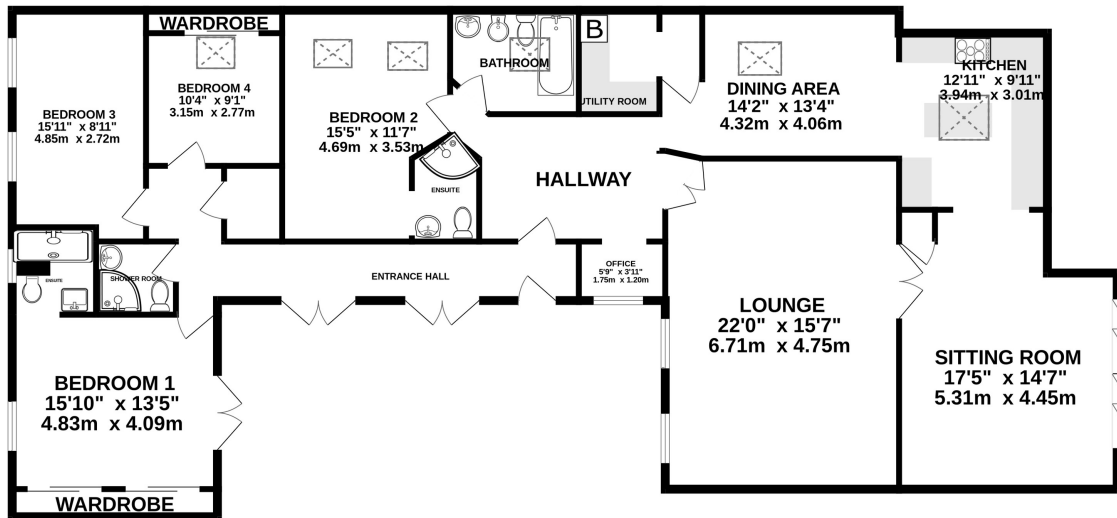 WARDROBE
BEDROOM 3
15'11" x 8'11"
4.85m x 2.72m
BEDROOM 4
10'4" x 9'1"
3.15m x 2.77m
BEDROOM 2
15'5" x 11'7"
4.69m x 3.53m
BATHROOM
B
UTILITY ROOM
DINING AREA
14'2" x 13'4"
4.32m x 4.06m
KITCHEN
12'11" x 9'11"
3.94m x 3.01m
ENSUITE
HALLWAY
ENSUITE
SHOWER ROOM
ENTRANCE HALL
OFFICE
5'9" x 3'11"
1.75m x 1.20m
LOUNGE
22'0" x 15'7"
6.71m x 4.75m
SITTING ROOM
17'5" x 14'7"
5.31m x 4.45m
BEDROOM 1
15'10" x 13'5"
4.83m x 4.09m
WARDROBE